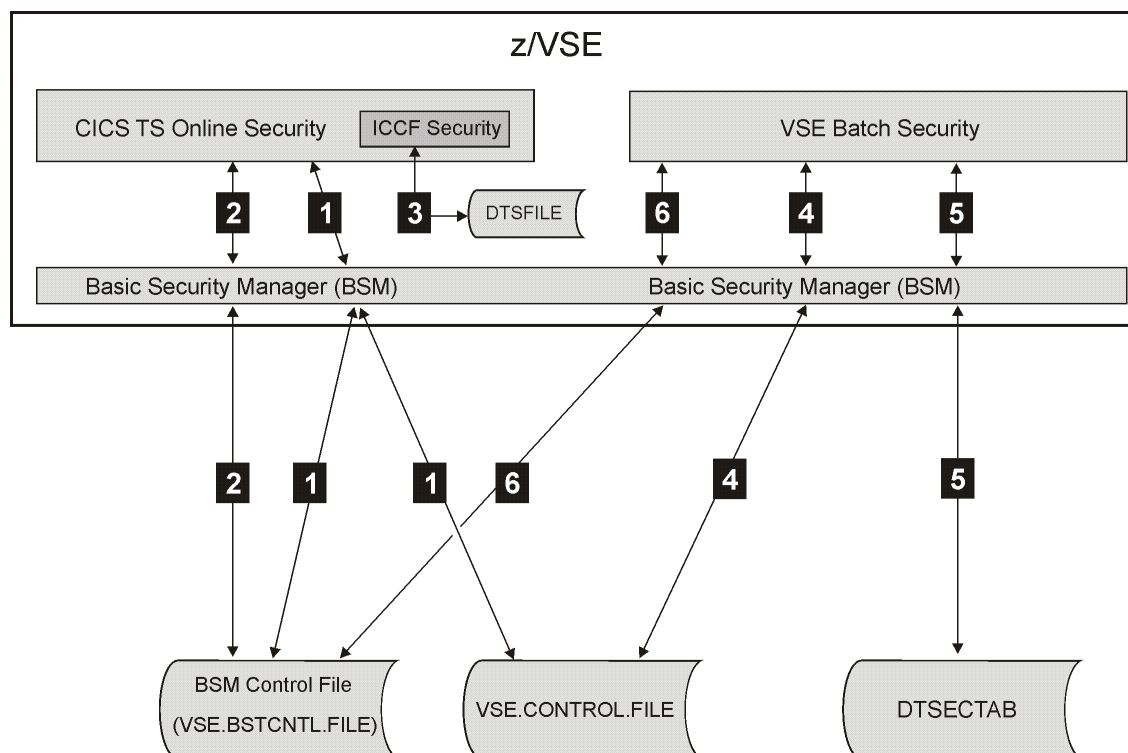 z/VSE
CICS TS Online Security
ICCF Security
VSE Batch Security
2
1
3
DTSFILE
6
4
5
Basic Security Manager (BSM)
Basic Security Manager (BSM)
2
1
1
6
4
5
BSM Control File
(VSE.BSTCNTL.FILE)
VSE.CONTROL.FILE
DTSECTAB